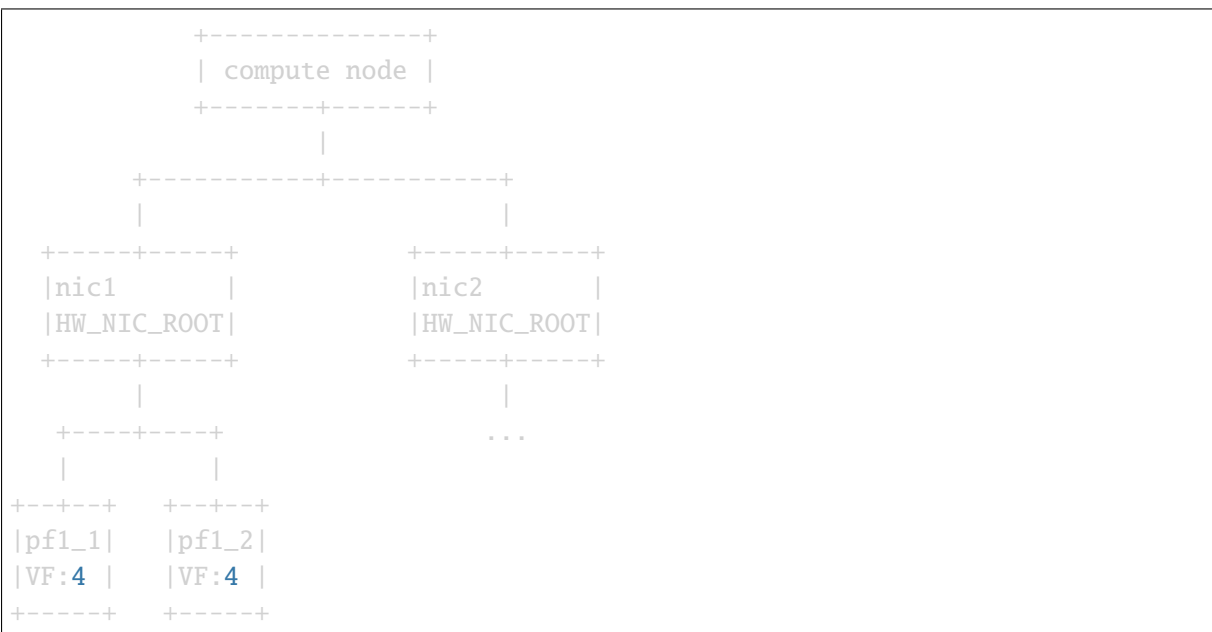 +--------------+
            | compute node |
            +-------+------+
                    |
        +-----------+-----------+
        |                       |
  +-----+-----+           +-----+-----+
  |nic1       |           |nic2       |
  |HW_NIC_ROOT|           |HW_NIC_ROOT|
  +-----+-----+           +-----+-----+
        |                       |
   +----+----+                 ...
   |         |
+--+--+   +--+--+
|pf1_1|   |pf1_2|
|VF:4 |   |VF:4 |
+------+   +------+